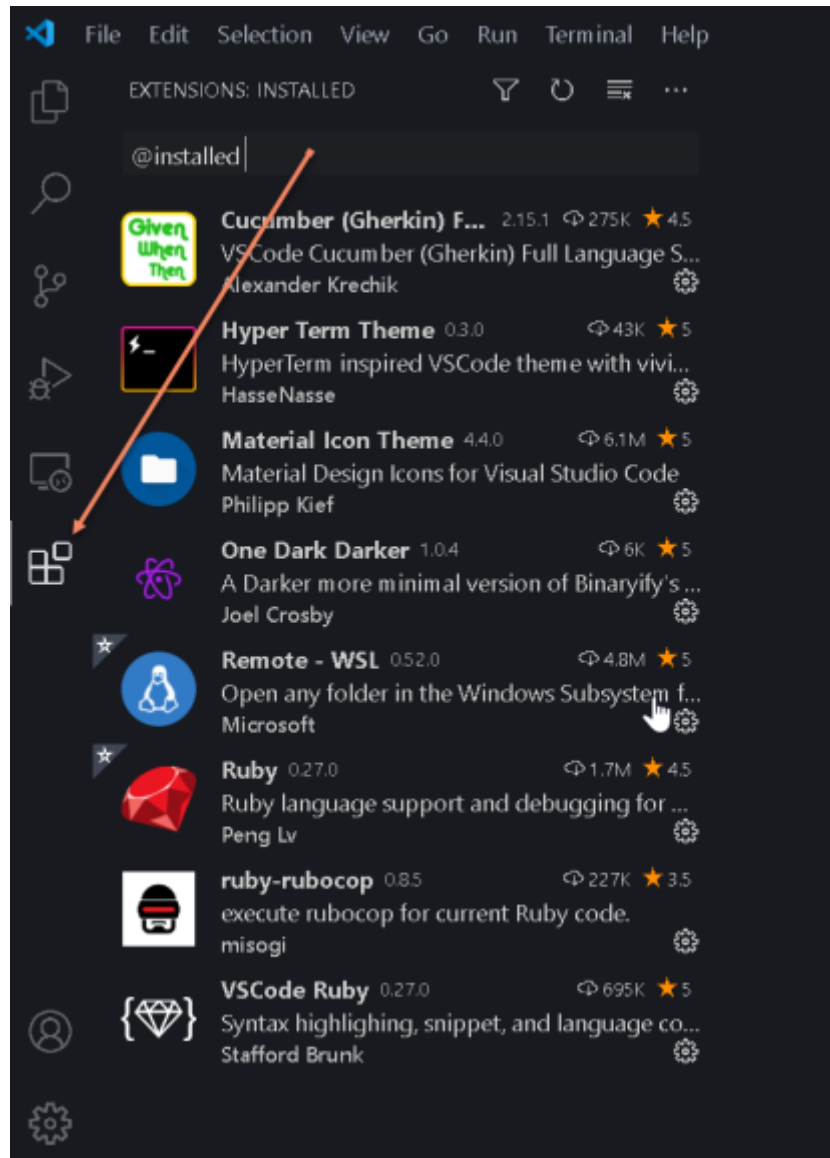 File Edit Selection View Go Run Terminal Help
EXTENSIONS: INSTALLED
@installed
Given When Then
Cucumber (Gherkin) F... 2.15.1 275K 4.5
VSCode Cucumber (Gherkin) Full Language S...
Alexander Krechik
Hyper Term Theme 0.3.0 43K 5
HyperTerm inspired VSCode theme with vivi...
HasseNasse
Material Icon Theme 4.4.0 6.1M 5
Material Design Icons for Visual Studio Code
Philipp Kief
One Dark Darker 1.0.4 6K 5
A Darker more minimal version of Binaryify's ...
Joel Crosby
Remote - WSL 0.52.0 4.8M 5
Open any folder in the Windows Subsystem f...
Microsoft
Ruby 0.27.0 1.7M 4.5
Ruby language support and debugging for ...
Peng Lv
ruby-rubocop 0.8.5 227K 3.5
execute rubocop for current Ruby code.
misogi
VSCode Ruby 0.27.0 695K 5
Syntax highlighing, snippet, and language co...
Stafford Brunk